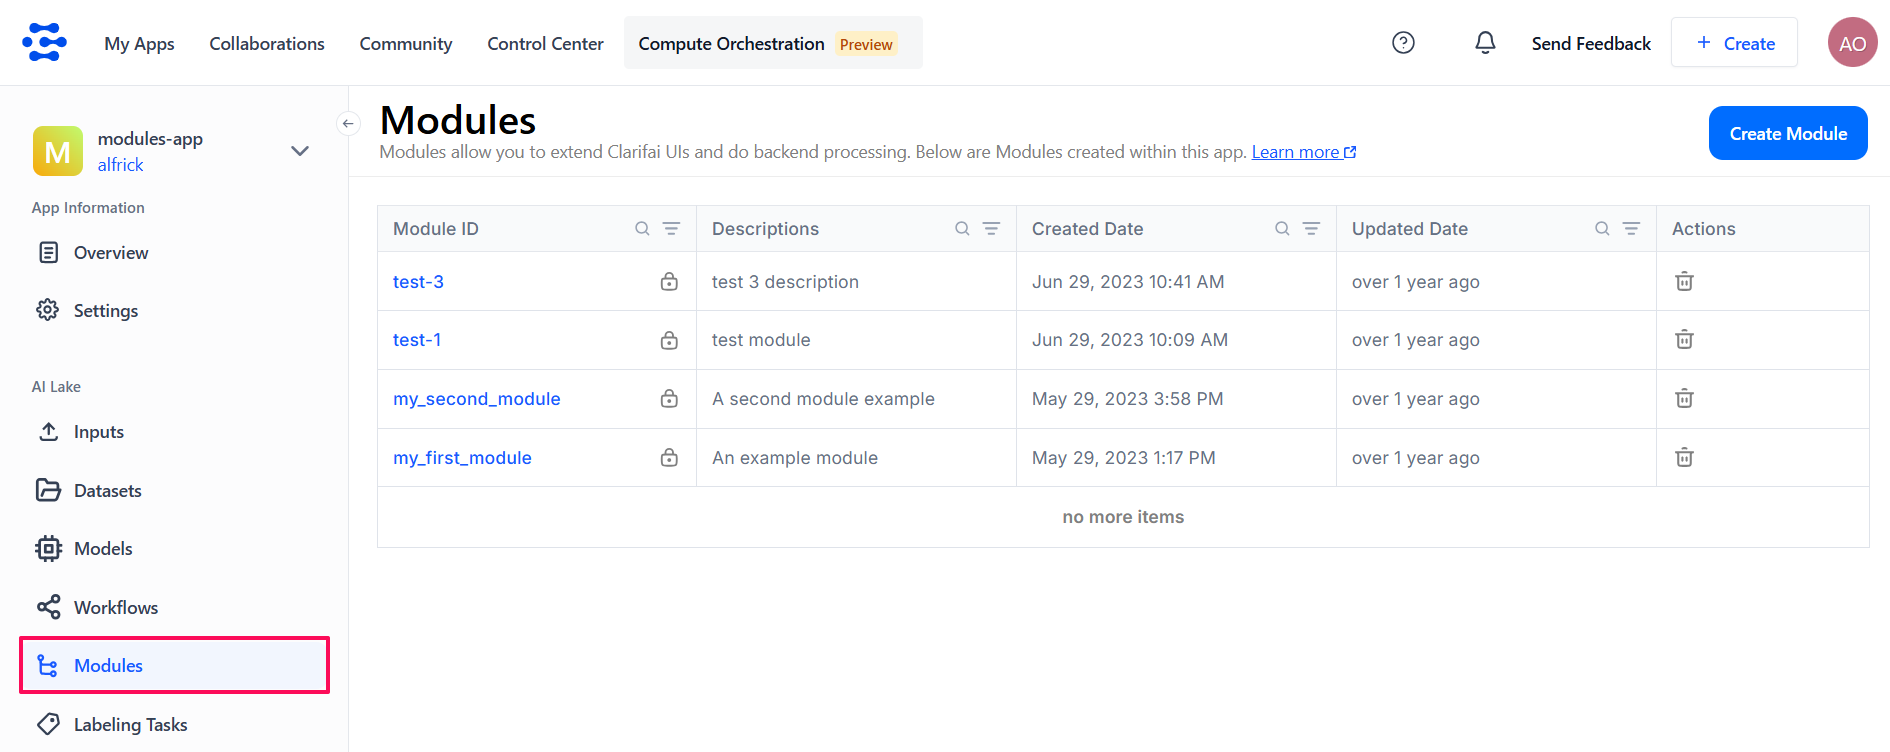 My Apps Collaborations Community Control Center Compute Orchestration Preview Send Feedback + Create AO
M modules-app
alfrick
App Information
Overview
Settings
AI Lake
Inputs
Datasets
Models
Workflows
Modules
Labeling Tasks
Modules
Modules allow you to extend Clarifai UIs and do backend processing. Below are Modules created within this app. Learn more
Create Module
Module ID Descriptions Created Date Updated Date Actions
test-3 test 3 description Jun 29, 2023 10:41 AM over 1 year ago
test-1 test module Jun 29, 2023 10:09 AM over 1 year ago
my_second_module A second module example May 29, 2023 3:58 PM over 1 year ago
my_first_module An example module May 29, 2023 1:17 PM over 1 year ago
no more items